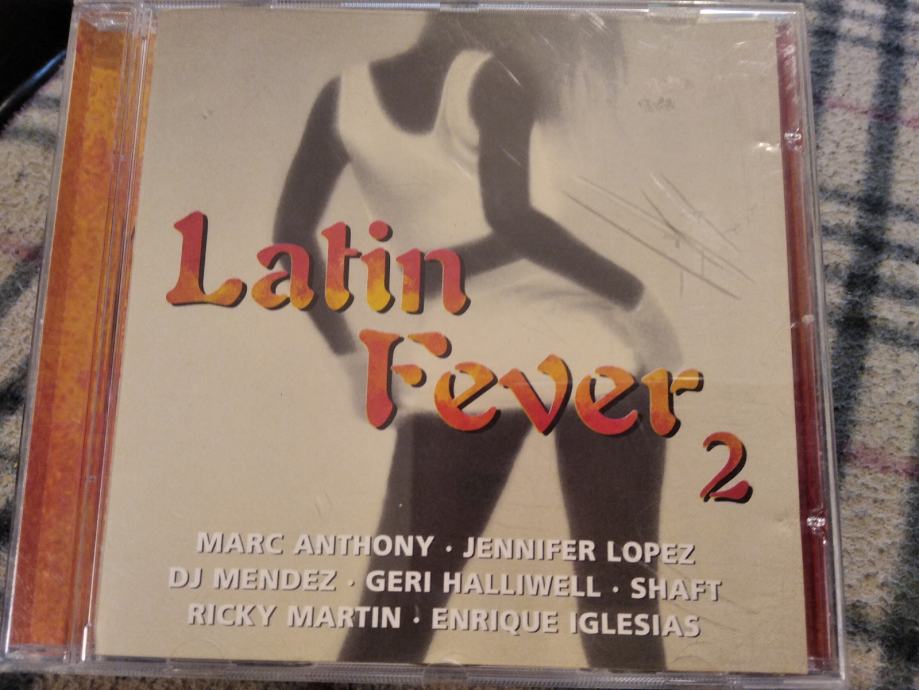 Latin
Fever
2
MARC ANTHONY · JENNIFER LOPEZ
DJ MENDEZ · GERI HALLIWELL · SHAFT
RICKY MARTIN · ENRIQUE IGLESIAS